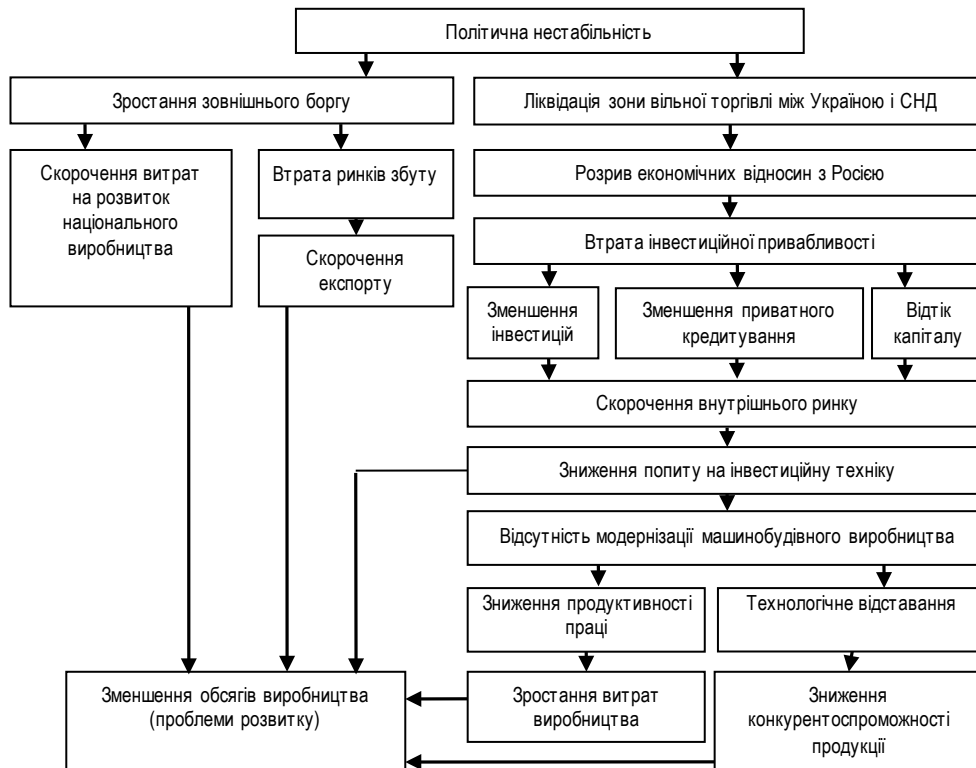 Політична нестабільність
Зростання зовнішнього боргу
Ліквідація зони вільної торгівлі між Україною і СНД
Скорочення витрат
на розвиток
національного
виробництва
Втрата ринків збуту
Розрив економічних відносин з Росією
Скорочення
експорту
Втрата інвестиційної привабливості
Зменшення
інвестицій
Зменшення приватного
кредитування
Відтік
капіталу
Скорочення внутрішнього ринку
Зниження попиту на інвестиційну техніку
Відсутність модернізації машинобудівного виробництва
Зниження продуктивності
праці
Технологічне відставання
Зменшення обсягів виробництва
(проблеми розвитку)
Зростання витрат
виробництва
Зниження
конкурентоспроможності
продукції